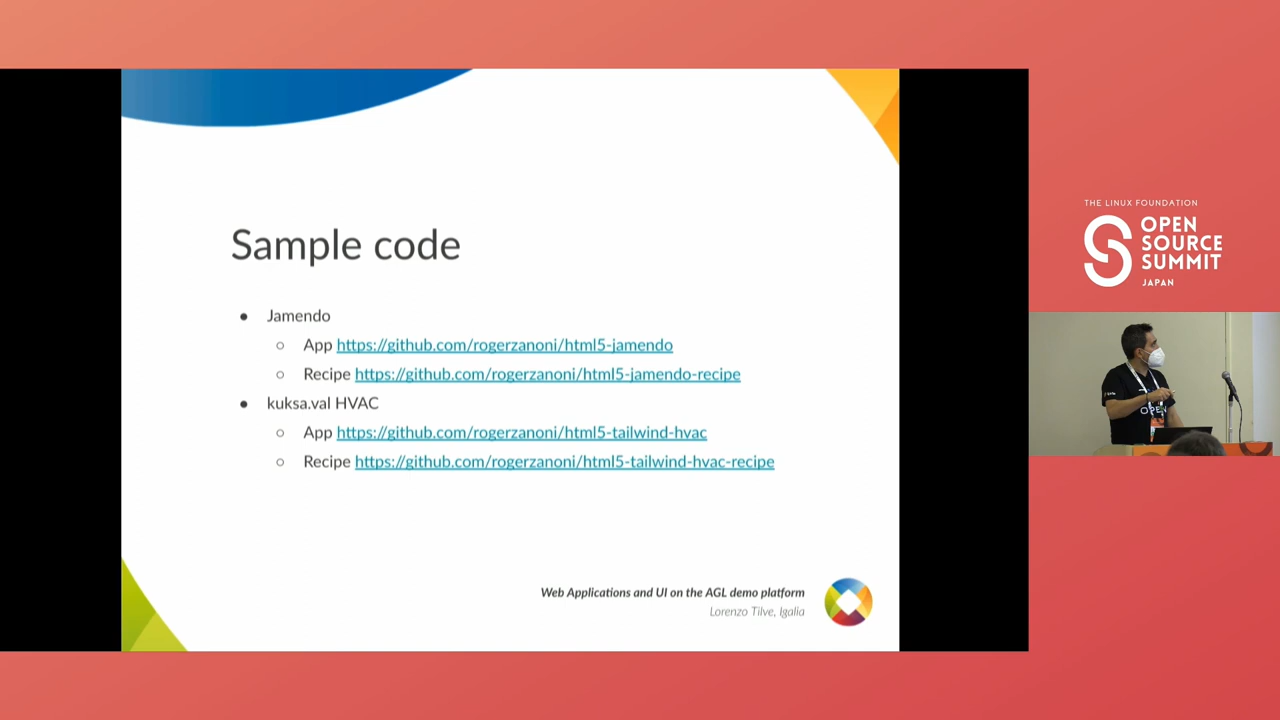 Sample code
● Jamendo
○ App https://github.com/rogerzanoni/html5-jamendo
○ Recipe https://github.com/rogerzanoni/html5-jamendo-recipe
● kuksa.val HVAC
○ App https://github.com/rogerzanoni/html5-tailwind-hvac
○ Recipe https://github.com/rogerzanoni/html5-tailwind-hvac-recipe
Web Applications and UI on the AGL demo platform
Lorenzo Tilve, Igalia
THE LINUX FOUNDATION
OPEN
SOURCE
SUMMIT
JAPAN
OPEN